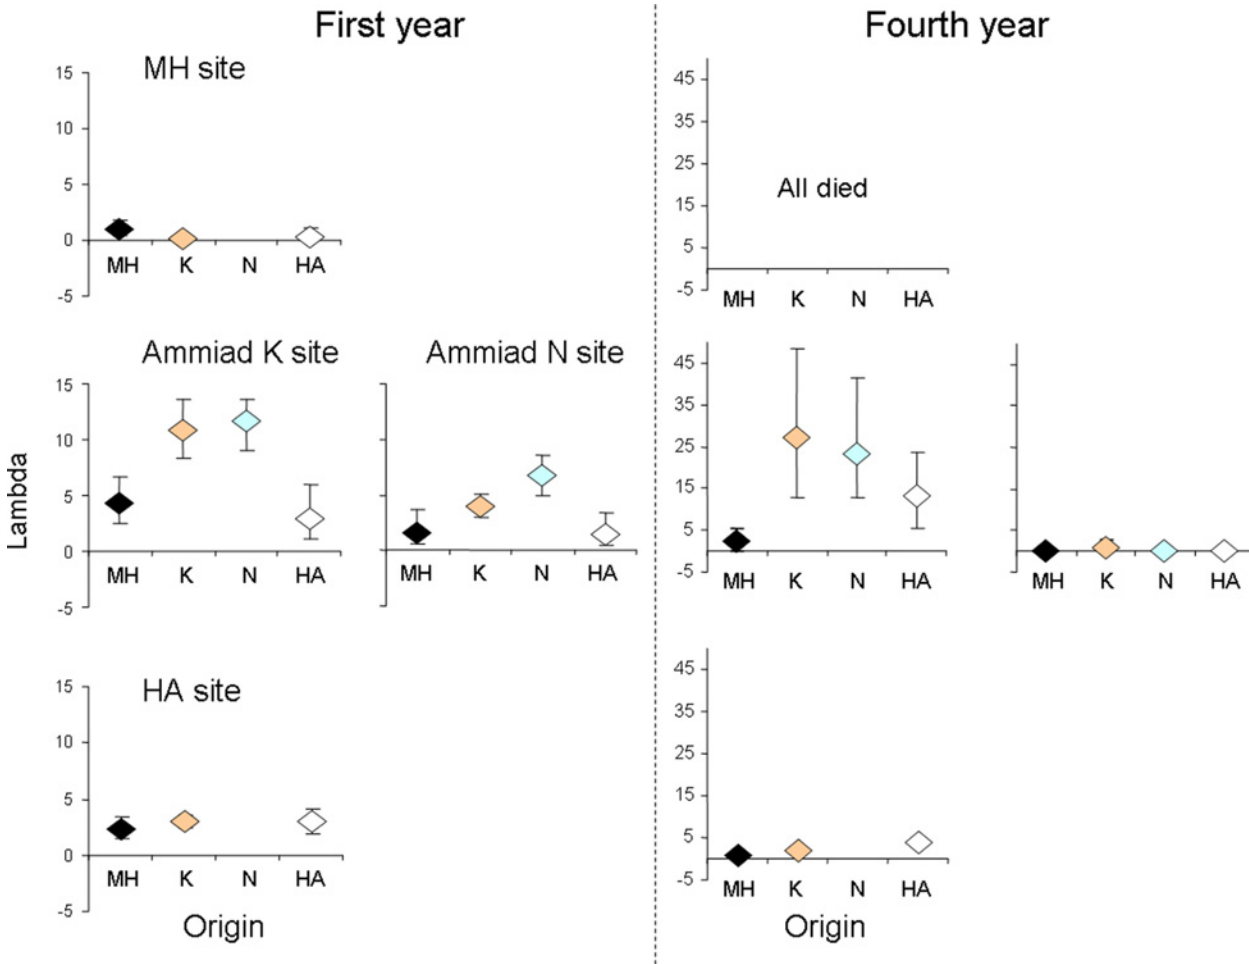 First year
Fourth year
MH site
15
10
5
0
-5
MH K N HA
45
35
25
15
5
-5
All died
MH K N HA
Lambda
Ammiad K site
15
10
5
0
-5
MH K N HA
Ammiad N site
MH K N HA
45
35
25
15
5
-5
MH K N HA
MH K N HA
HA site
15
10
5
0
-5
MH K N HA
Origin
45
35
25
15
5
-5
MH K N HA
Origin